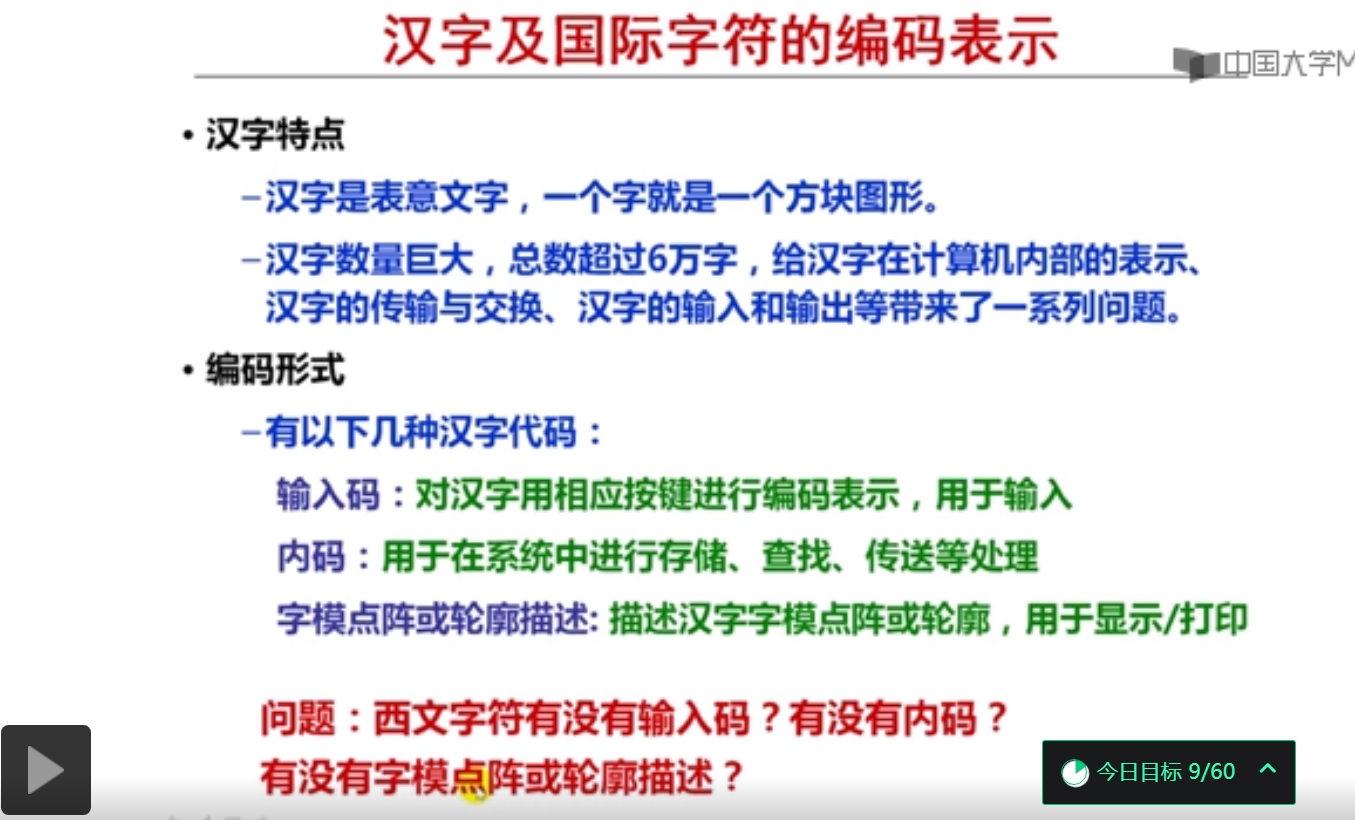 汉字及国际字符的编码表示
中国大学M
• 汉字特点
–汉字是表意文字，一个字就是一个方块图形。
–汉字数量巨大，总数超过6万字，给汉字在计算机内部的表示、
汉字的传输与交换、汉字的输入和输出等带来了一系列问题。
• 编码形式
–有以下几种汉字代码：
输入码：对汉字用相应按键进行编码表示，用于输入
内码：用于在系统中进行存储、查找、传送等处理
字模点阵或轮廓描述: 描述汉字字模点阵或轮廓，用于显示/打印
问题：西文字符有没有输入码？有没有内码？
有没有字模点阵或轮廓描述？
今日目标 9/60